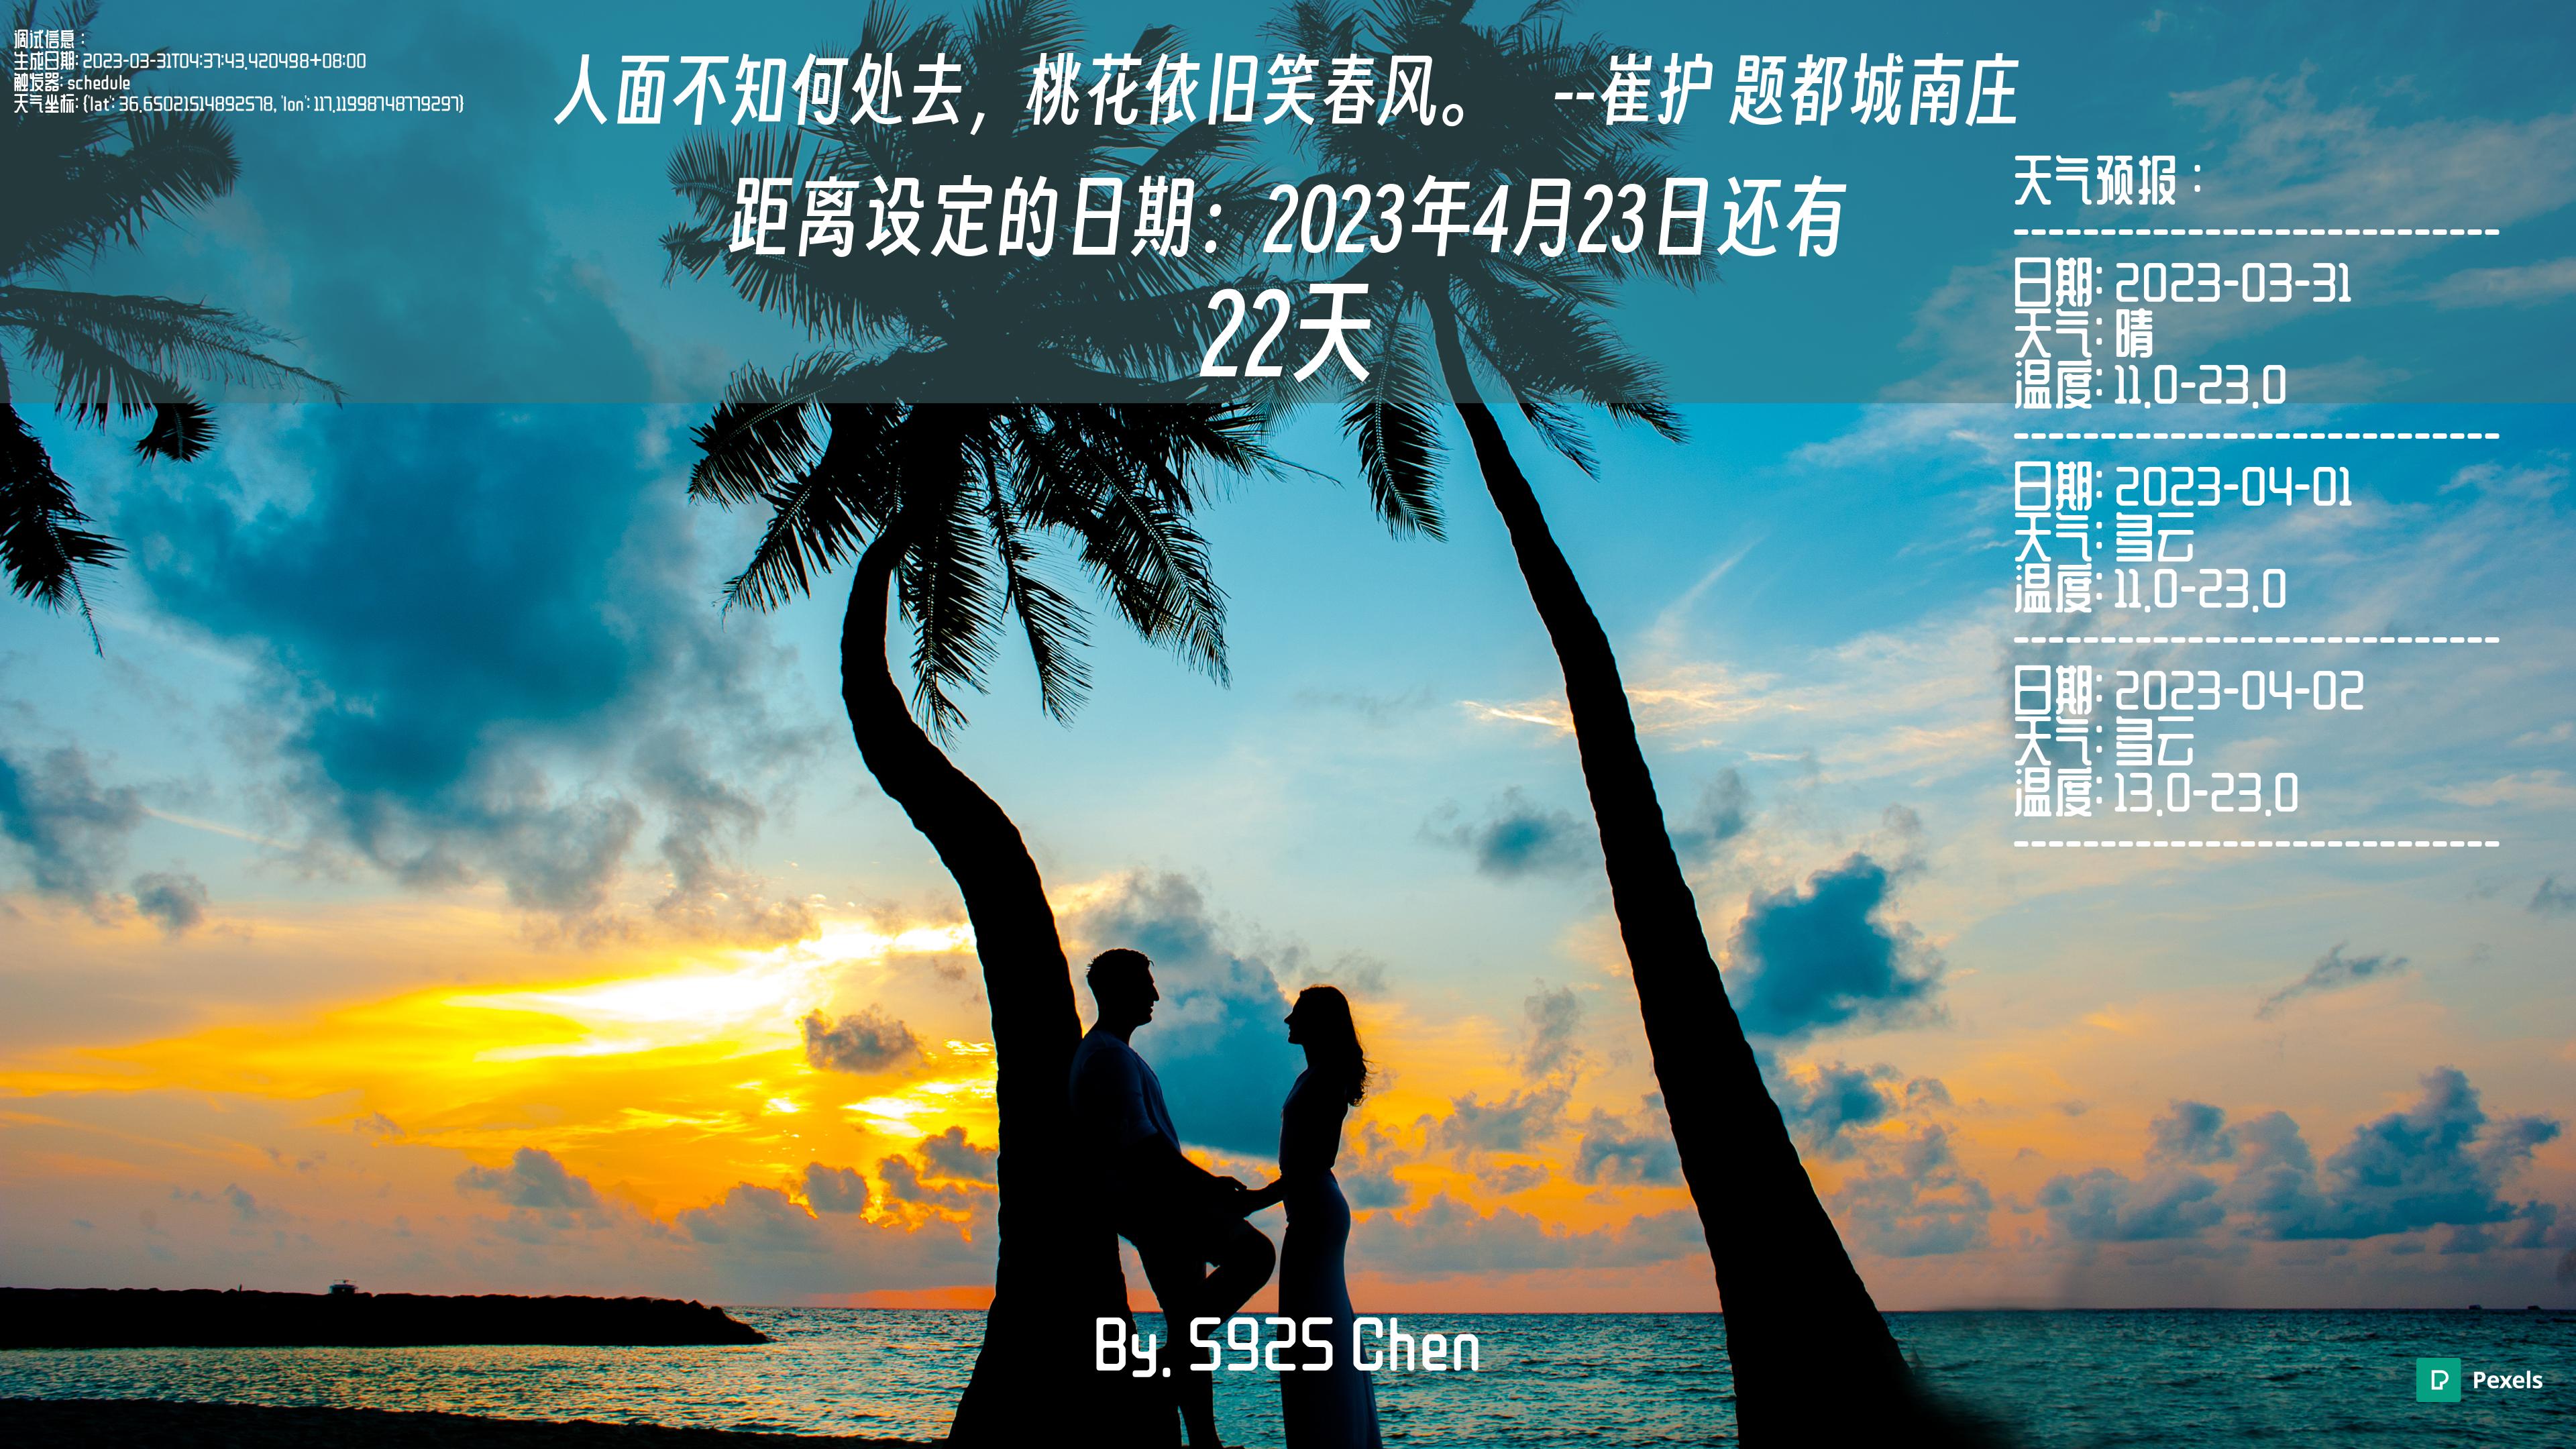 调试信息：
生成日期: 2023-03-31T04:37:43.420498+08:00
触发器: schedule
天气坐标: {'lat': 36.65021514892578, 'lon': 117.11998748779297}
人面不知何处去，桃花依旧笑春风。 --崔护 题都城南庄
距离设定的日期：2023年4月23日还有
22天
天气预报：
----------------------------
日期: 2023-03-31
天气: 晴
温度: 11.0-23.0
----------------------------
日期: 2023-04-01
天气: 多云
温度: 11.0-23.0
----------------------------
日期: 2023-04-02
天气: 多云
温度: 13.0-23.0
----------------------------
By. S925 Chen
Pexels